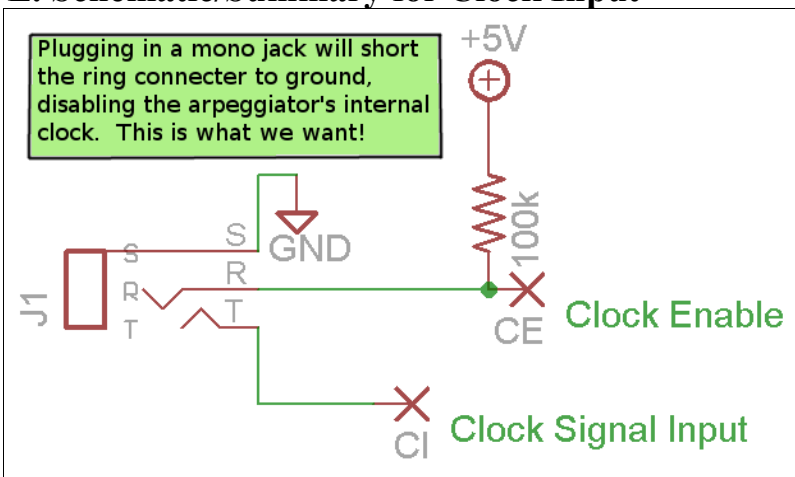 Plugging in a mono jack will short
the ring connecter to ground,
disabling the arpeggiator's internal
clock. This is what we want!
+5V
100k
S
GND
S
R
R
T
T
J1
CE
Clock Enable
CI
Clock Signal Input